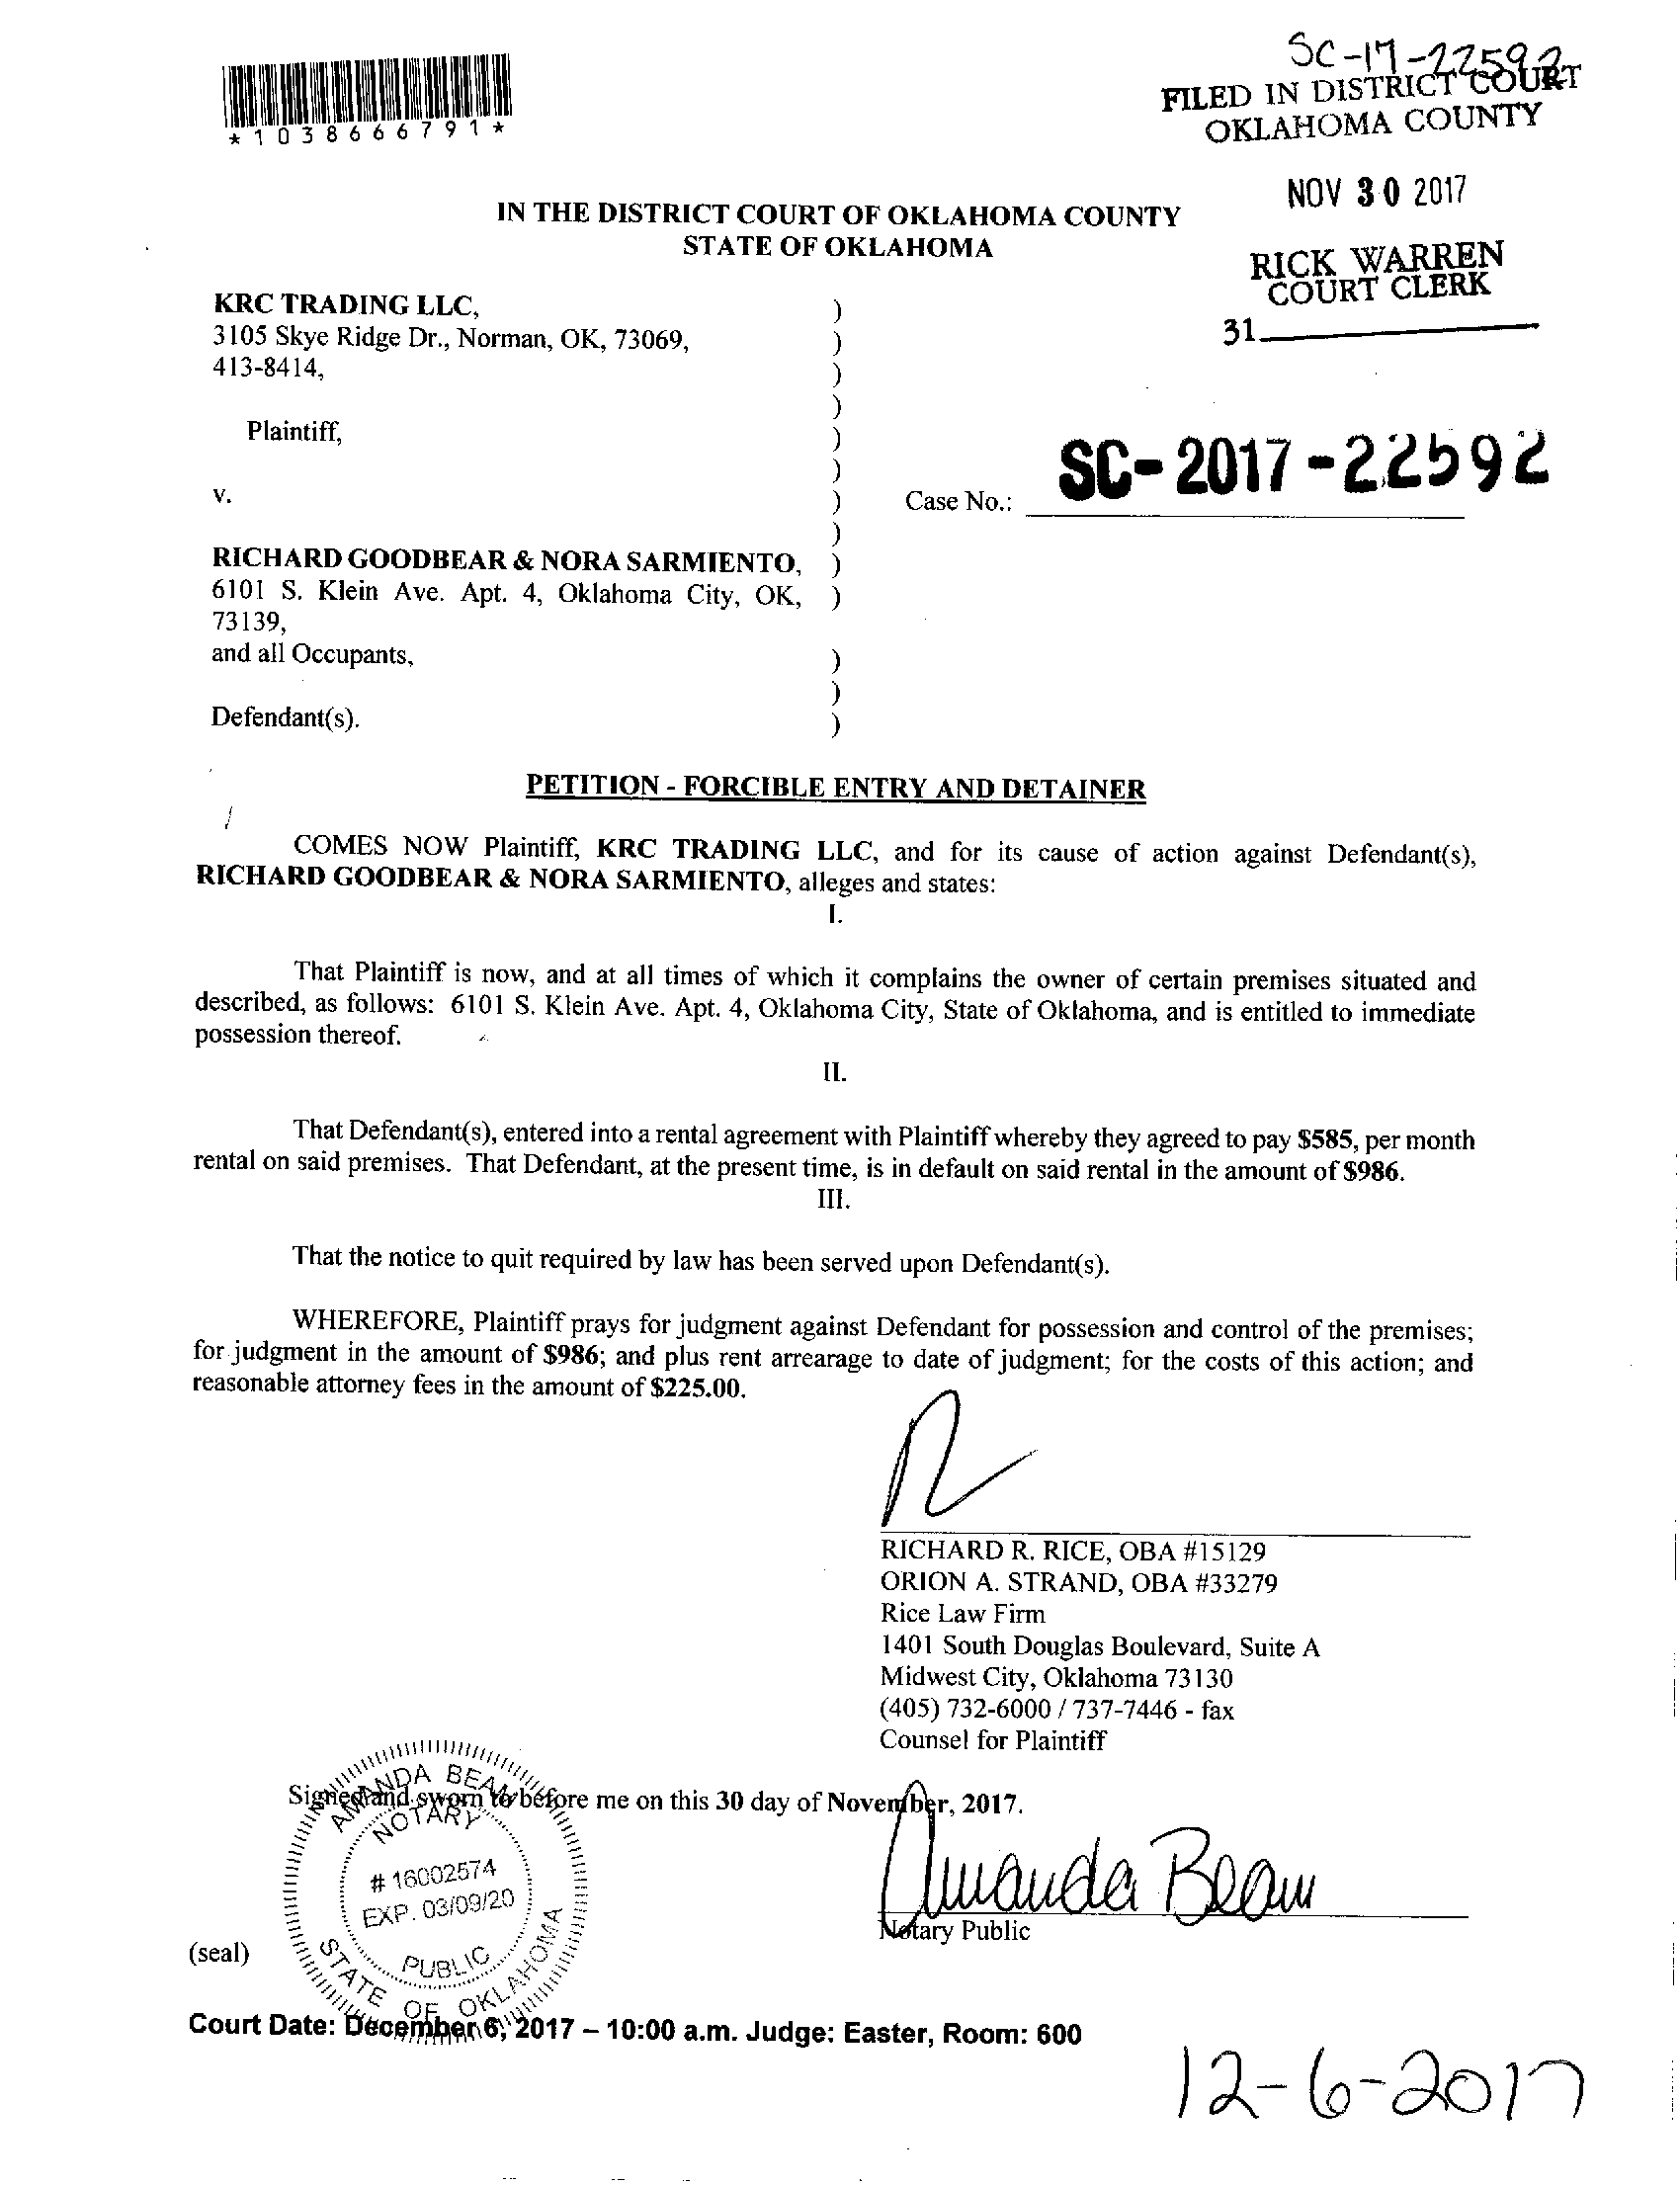 SC-17-22592
FILED IN DISTRICT COURT
OKLAHOMA COUNTY
*1038666791*
NOV 30 2017
IN THE DISTRICT COURT OF OKLAHOMA COUNTY
STATE OF OKLAHOMA
RICK WARREN
COURT CLERK
31
KRC TRADING LLC, )
3105 Skye Ridge Dr., Norman, OK, 73069, )
413-8414, )
)
Plaintiff, )
)
v. ) Case No.: SC-2017-22592
)
RICHARD GOODBEAR & NORA SARMIENTO, )
6101 S. Klein Ave. Apt. 4, Oklahoma City, OK, )
73139,
and all Occupants, )
)
Defendant(s). )
PETITION - FORCIBLE ENTRY AND DETAINER
COMES NOW Plaintiff, KRC TRADING LLC, and for its cause of action against Defendant(s),
RICHARD GOODBEAR & NORA SARMIENTO, alleges and states:
I.
That Plaintiff is now, and at all times of which it complains the owner of certain premises situated and
described, as follows: 6101 S. Klein Ave. Apt. 4, Oklahoma City, State of Oklahoma, and is entitled to immediate
possession thereof.
II.
That Defendant(s), entered into a rental agreement with Plaintiff whereby they agreed to pay $585, per month
rental on said premises. That Defendant, at the present time, is in default on said rental in the amount of $986.
III.
That the notice to quit required by law has been served upon Defendant(s).
WHEREFORE, Plaintiff prays for judgment against Defendant for possession and control of the premises;
for judgment in the amount of $986; and plus rent arrearage to date of judgment; for the costs of this action; and
reasonable attorney fees in the amount of $225.00.
RICHARD R. RICE, OBA #15129
ORION A. STRAND, OBA #33279
Rice Law Firm
1401 South Douglas Boulevard, Suite A
Midwest City, Oklahoma 73130
(405) 732-6000 / 737-7446 - fax
Counsel for Plaintiff
Signed and sworn to before me on this 30 day of November, 2017.
AMANDA BEAM
NOTARY
# 16002574
EXP. 03/09/20
PUBLIC
STATE OF OKLAHOMA
Amanda Beam
Notary Public
(seal)
Court Date: December 6, 2017 – 10:00 a.m. Judge: Easter, Room: 600
12-6-2017